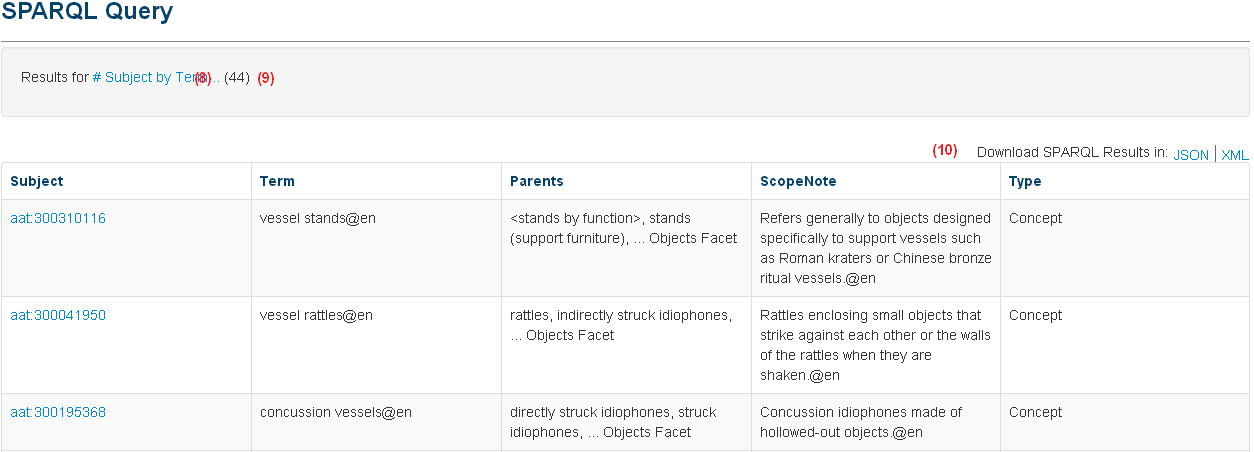 SPARQL Query
Results for # Subject by Term... (44) (8) (9)
(10) Download SPARQL Results in: JSON | XML
Subject Term Parents ScopeNote Type
aat:300310116 vessel stands@en <stands by function>, stands Refers generally to objects designed Concept
(support furniture), ... Objects Facet specifically to support vessels such
as Roman kraters or Chinese bronze
ritual vessels.@en
aat:300041950 vessel rattles@en rattles, indirectly struck idiophones, Rattles enclosing small objects that Concept
... Objects Facet strike against each other or the walls
of the rattles when they are
shaken.@en
aat:300195368 concussion vessels@en directly struck idiophones, struck Concussion idiophones made of Concept
idiophones, ... Objects Facet hollowed-out objects.@en